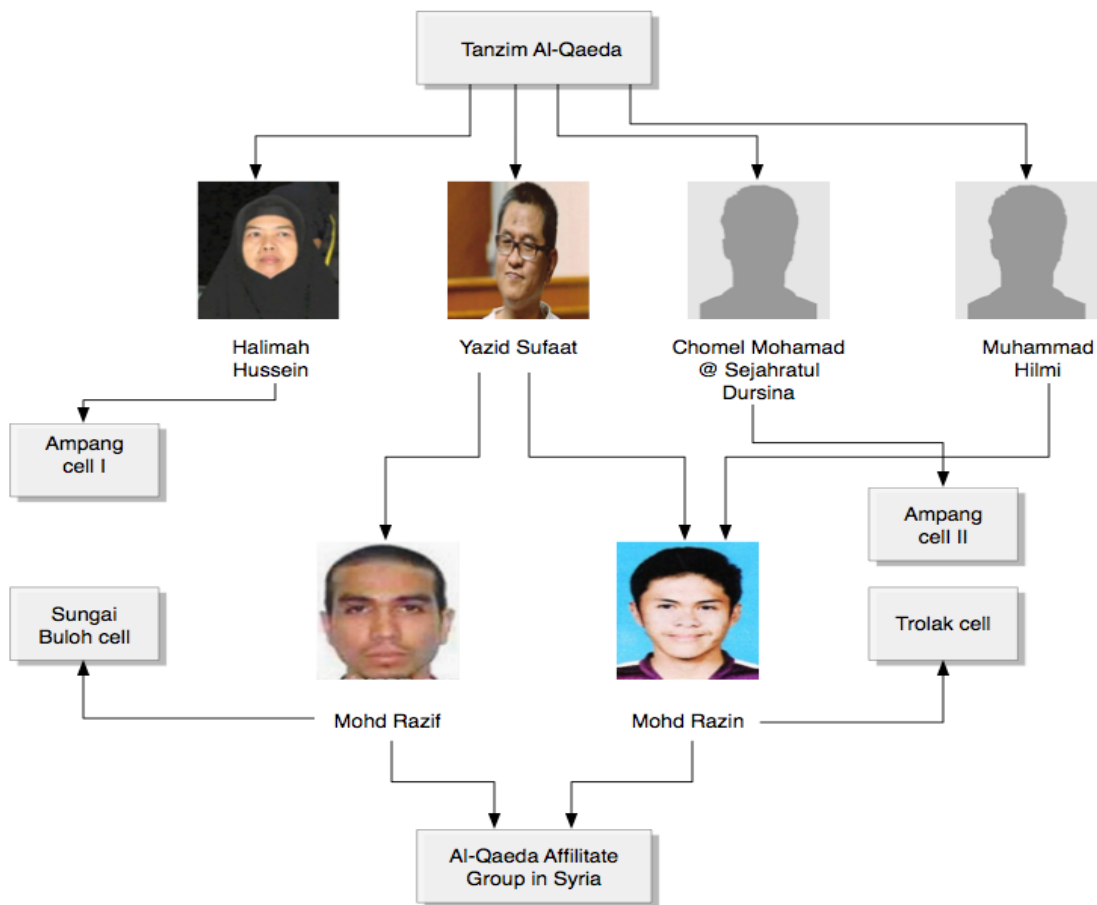 Tanzim Al-Qaeda
Halimah
Hussein
Yazid Sufaat
Chomel Mohamad
@ Sejahratul
Dursina
Muhammad
Hilmi
Ampang
cell I
Ampang
cell II
Sungai
Buloh cell
Trolak cell
Mohd Razif
Mohd Razin
Al-Qaeda Affilitate
Group in Syria